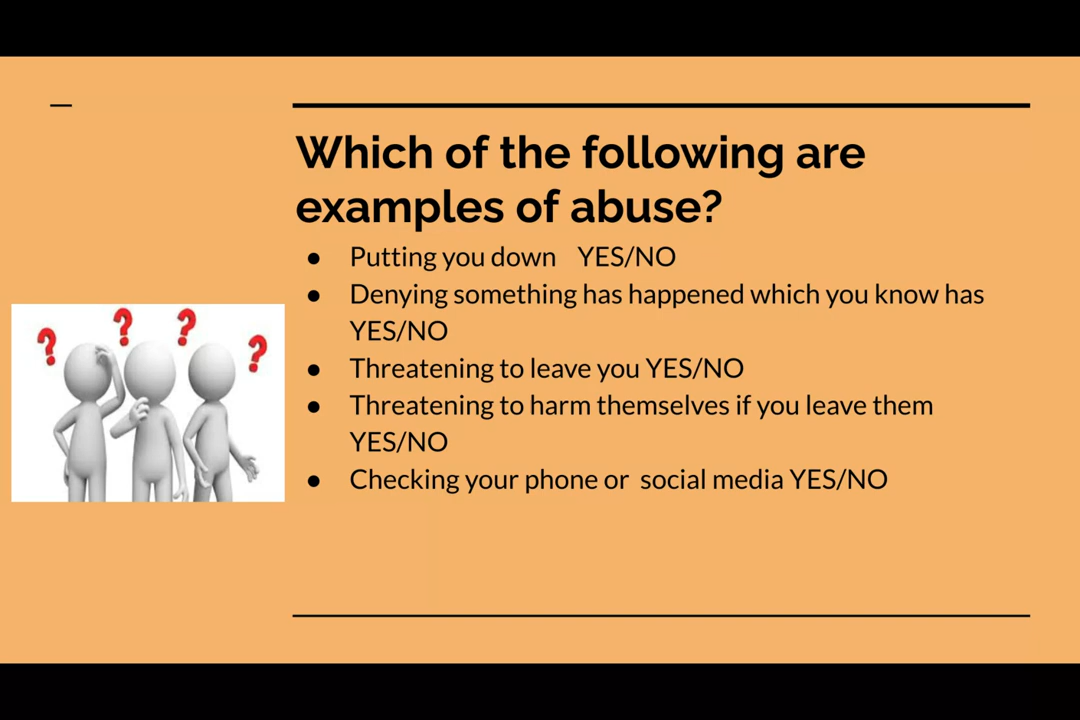 Which of the following are
examples of abuse?
● Putting you down YES/NO
● Denying something has happened which you know has
YES/NO
● Threatening to leave you YES/NO
● Threatening to harm themselves if you leave them
YES/NO
● Checking your phone or social media YES/NO
? ? ? ?